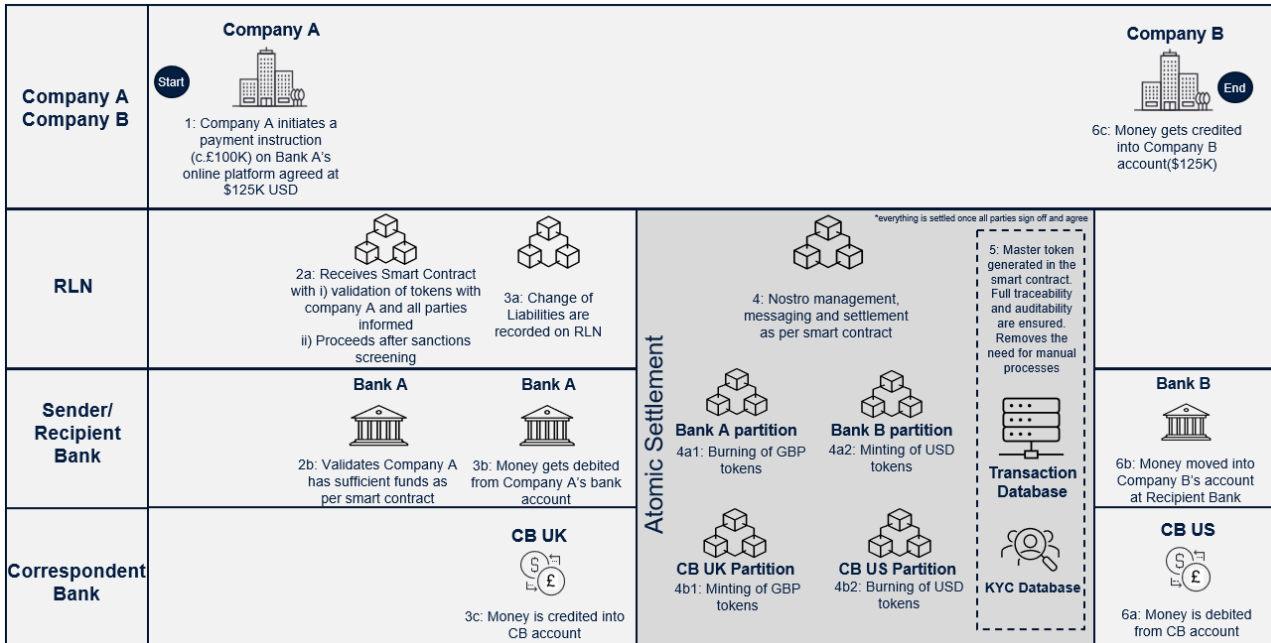 Company A
Company B
Start
Company A
1: Company A initiates a
payment instruction
(c.£100K) on Bank A's
online platform agreed at
$125K USD
Company B
End
6c: Money gets credited
into Company B
account($125K)
RLN
2a: Receives Smart Contract
with i) validation of tokens with
company A and all parties
informed
ii) Proceeds after sanctions
screening
3a: Change of
Liabilities are
recorded on RLN
Atomic Settlement
*everything is settled once all parties sign off and agree
4: Nostro management,
messaging and settlement
as per smart contract
5: Master token
generated in the
smart contract.
Full traceability
and auditability
are ensured.
Removes the
need for manual
processes
Sender/
Recipient
Bank
Bank A
2b: Validates Company A
has sufficient funds as
per smart contract
Bank A
3b: Money gets debited
from Company A's bank
account
Bank A partition
4a1: Burning of GBP
tokens
Bank B partition
4a2: Minting of USD
tokens
Transaction
Database
Bank B
6b: Money moved into
Company B's account
at Recipient Bank
Correspondent
Bank
CB UK
$
£
3c: Money is credited into
CB account
CB UK Partition
4b1: Minting of GBP
tokens
CB US Partition
4b2: Burning of USD
tokens
KYC Database
CB US
$
£
6a: Money is debited
from CB account